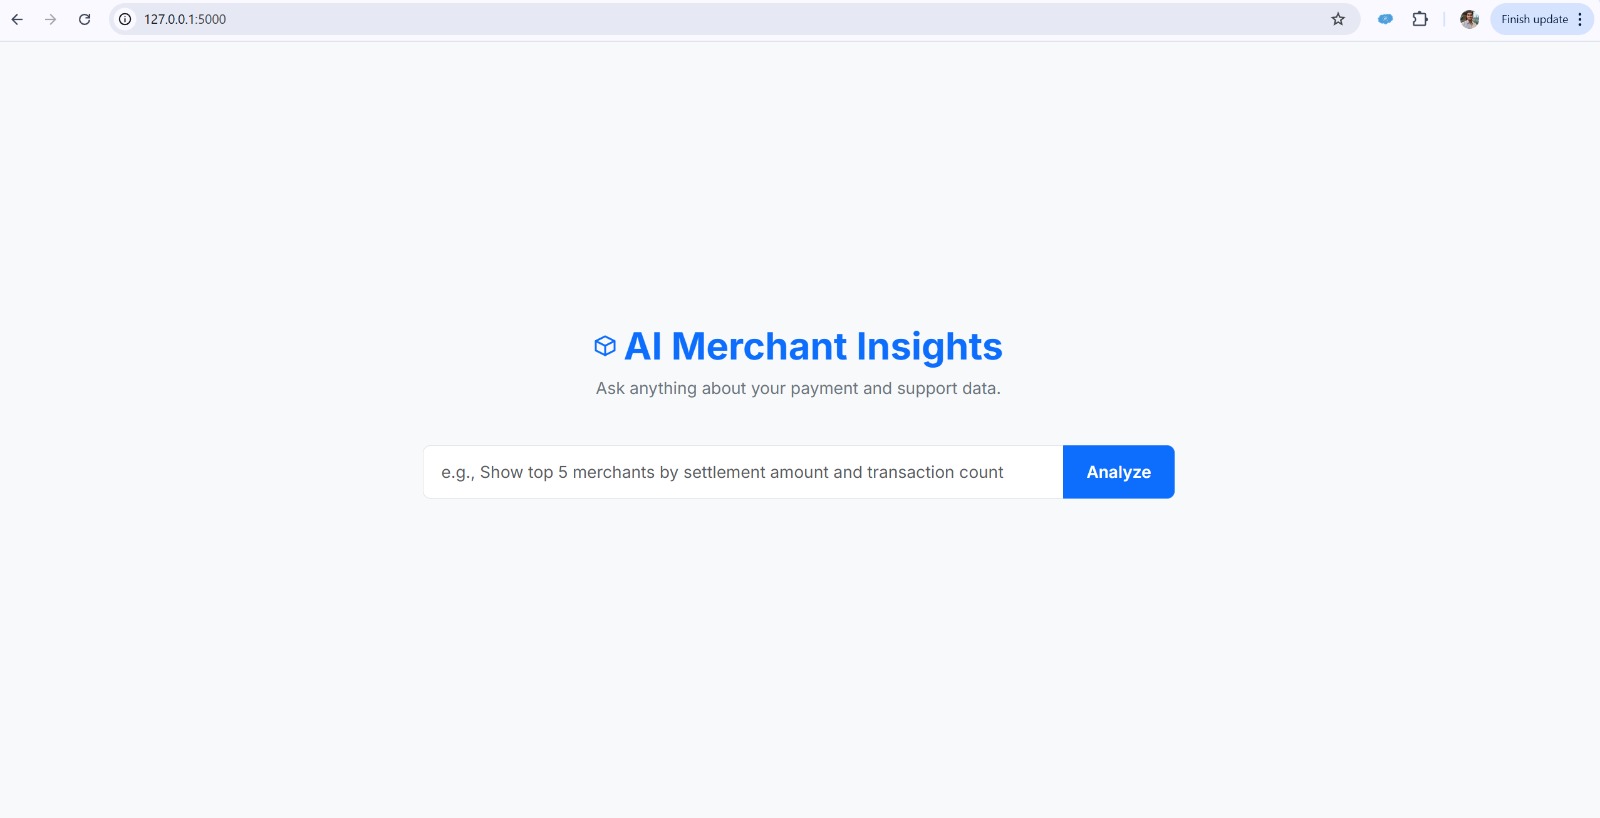 127.0.0.1:5000
Finish update
AI Merchant Insights
Ask anything about your payment and support data.
e.g., Show top 5 merchants by settlement amount and transaction count
Analyze